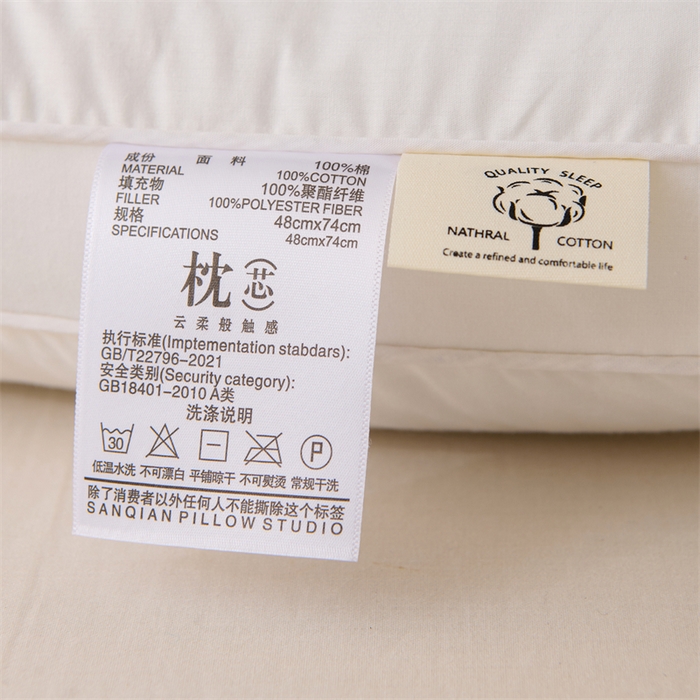 成份 面料 100%棉
MATERIAL 100%COTTON
填充物 100%聚酯纤维
FILLER 100%POLYESTER FIBER
规格 48cmx74cm
SPECIFICATIONS 48cmx74cm
枕(芯)
云柔般触感
执行标准(Imptementation stabdars):
GB/T22796-2021
安全类别(Security category):
GB18401-2010 A类
洗涤说明
30 P
低温水洗 不可漂白 平铺晾干 不可熨烫 常规干洗
除了消费者以外任何人不能撕除这个标签
SANQIAN PILLOW STUDIO
QUALITY SLEEP
NATHRAL COTTON
Create a refined and comfortable life